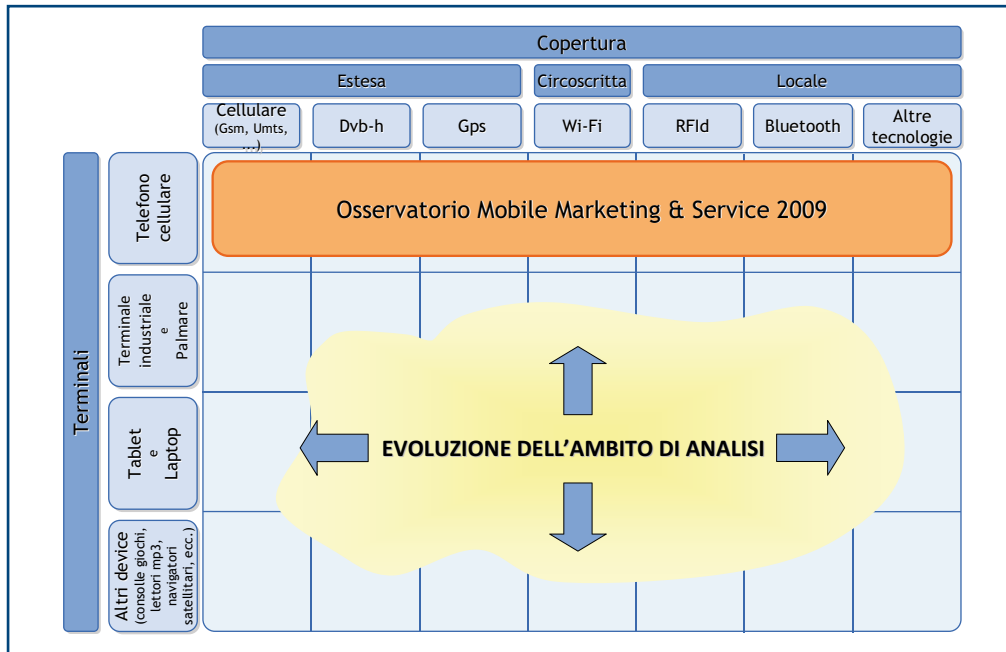 Copertura
Estesa
Circoscritta
Locale
Cellulare
(Gsm, Umts,
...)
Dvb-h
Gps
Wi-Fi
RFId
Bluetooth
Altre
tecnologie
Terminali
Telefono
cellulare
Osservatorio Mobile Marketing & Service 2009
Terminale
industriale
e
Palmare
Tablet
e
Laptop
EVOLUZIONE DELL’AMBITO DI ANALISI
Altri device
(consolle giochi,
lettori mp3,
navigatori
satellitari, ecc.)